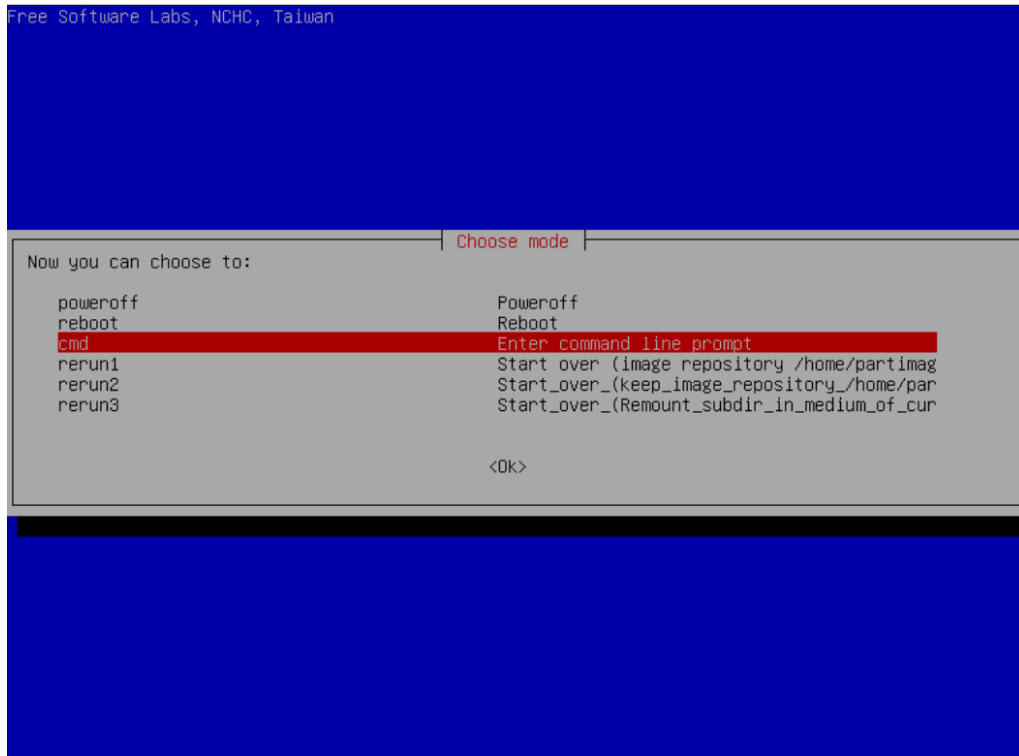 Free Software Labs, NCHC, Taiwan
Choose mode
Now you can choose to:
poweroff Poweroff
reboot Reboot
cmd Enter command line prompt
rerun1 Start over (image repository /home/partimag
rerun2 Start_over_(keep_image_repository_/home/par
rerun3 Start_over_(Remount_subdir_in_medium_of_cur
<Ok>